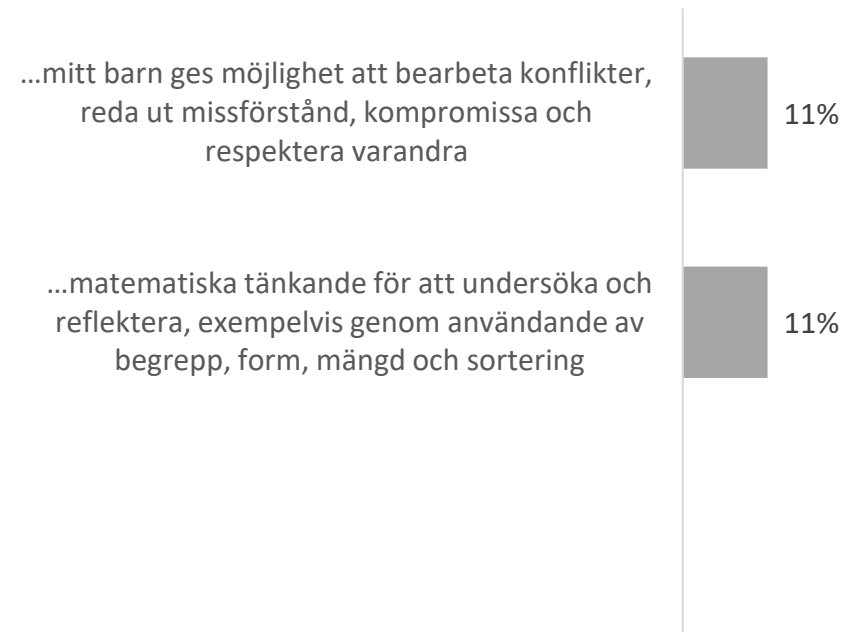 …mitt barn ges möjlighet att bearbeta konflikter,
reda ut missförstånd, kompromissa och
respektera varandra
11%
…matematiska tänkande för att undersöka och
reflektera, exempelvis genom användande av
begrepp, form, mängd och sortering
11%